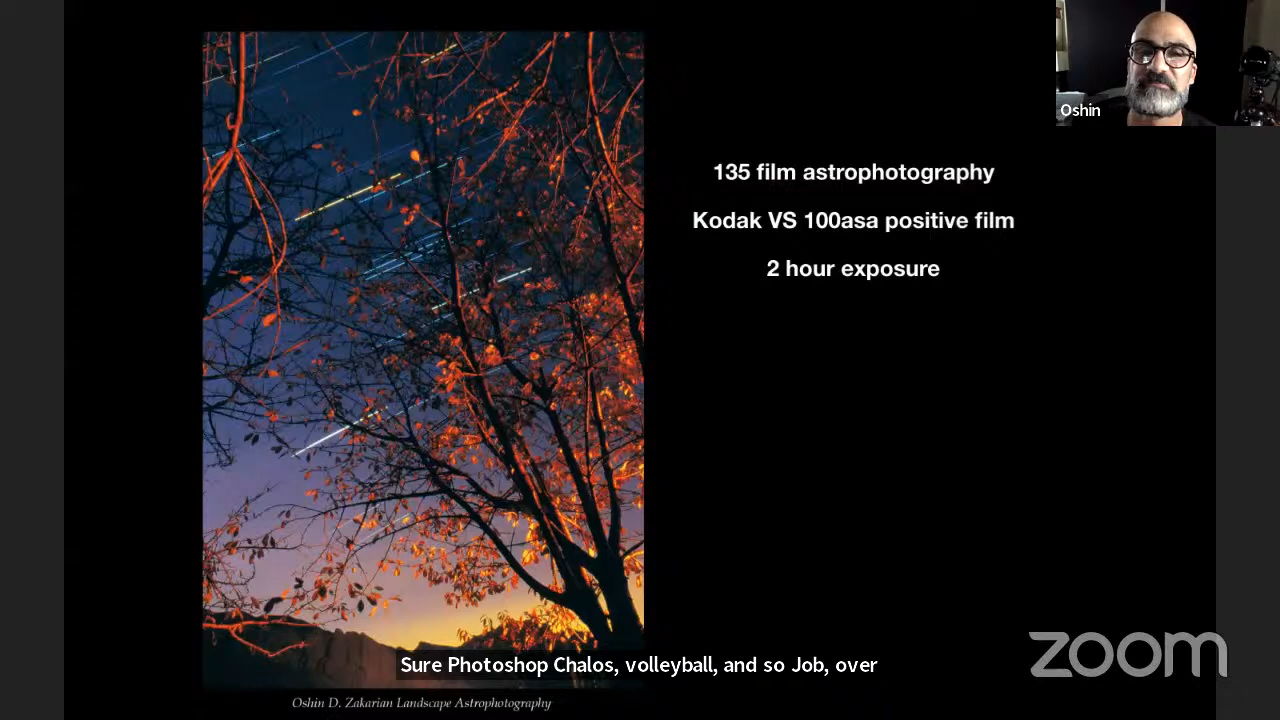 Oshin
135 film astrophotography
Kodak VS 100asa positive film
2 hour exposure
Sure Photoshop Chalos, volleyball, and so Job, over
zoom
Oshin D. Zakarian Landscape Astrophotography